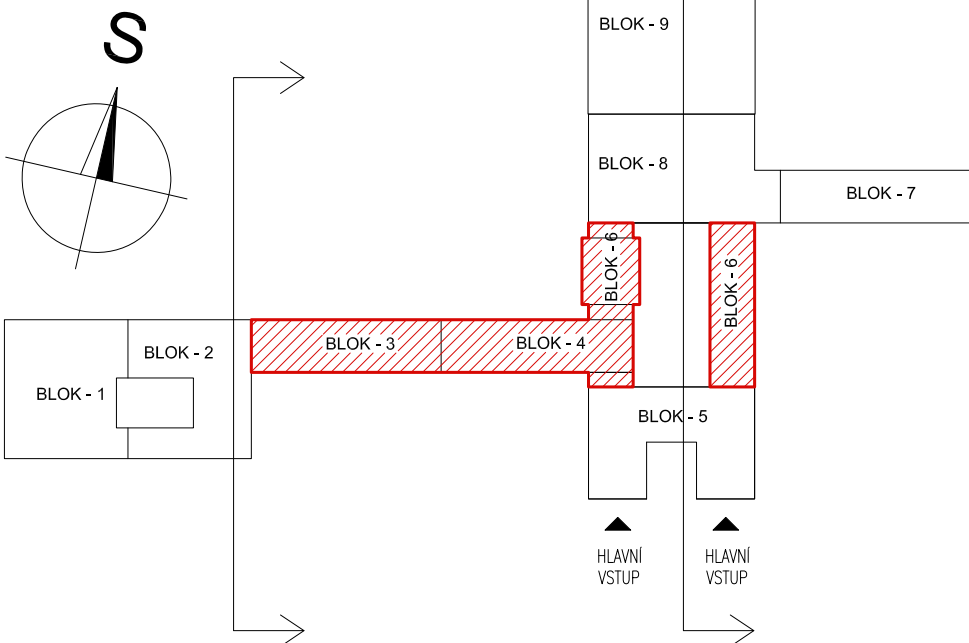 S
BLOK - 9
BLOK - 8
BLOK - 7
BLOK - 6
BLOK - 6
BLOK - 3
BLOK - 4
BLOK - 2
BLOK - 1
BLOK - 5
HLAVNÍ
VSTUP
HLAVNÍ
VSTUP